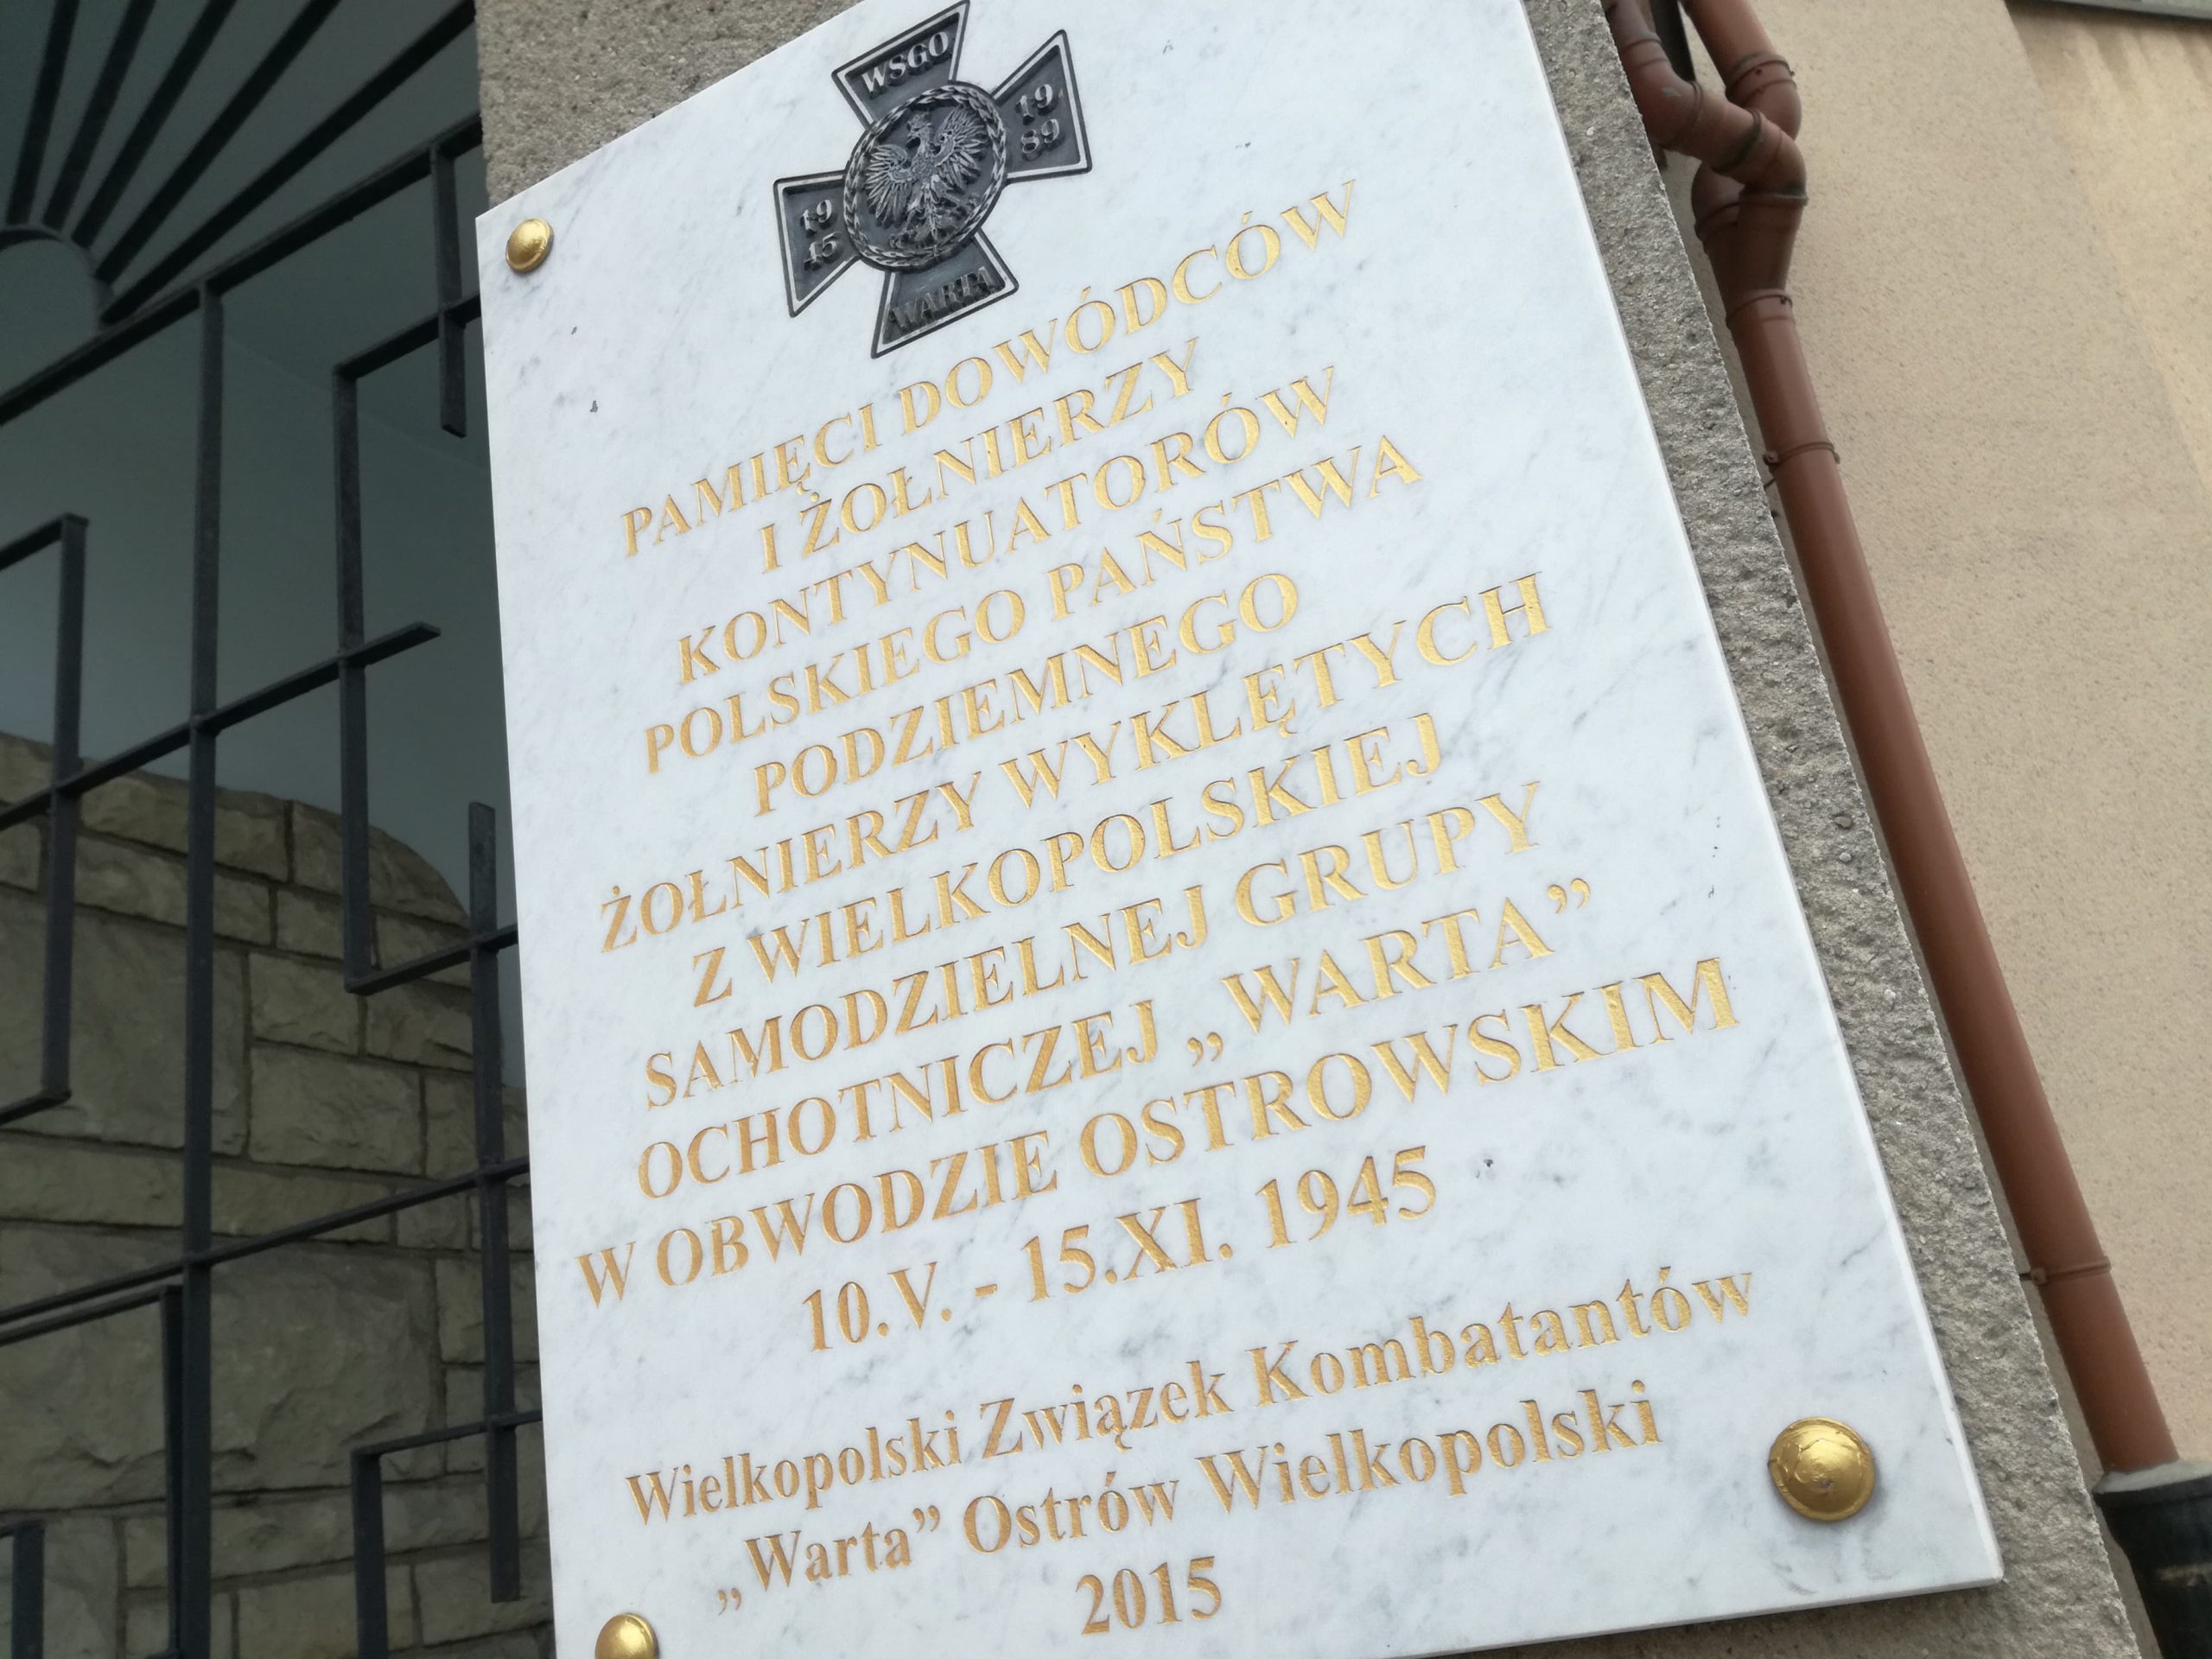 WSGO
19 19
45 89
WARTA
PAMIĘCI DOWÓDCÓW
I ŻOŁNIERZY
KONTYNUATORÓW
POLSKIEGO PAŃSTWA
PODZIEMNEGO
ŻOŁNIERZY WYKLĘTYCH
Z WIELKOPOLSKIEJ
SAMODZIELNEJ GRUPY
OCHOTNICZEJ „WARTA”
W OBWODZIE OSTROWSKIM
10.V. - 15.XI. 1945
Wielkopolski Związek Kombatantów
„Warta” Ostrów Wielkopolski
2015